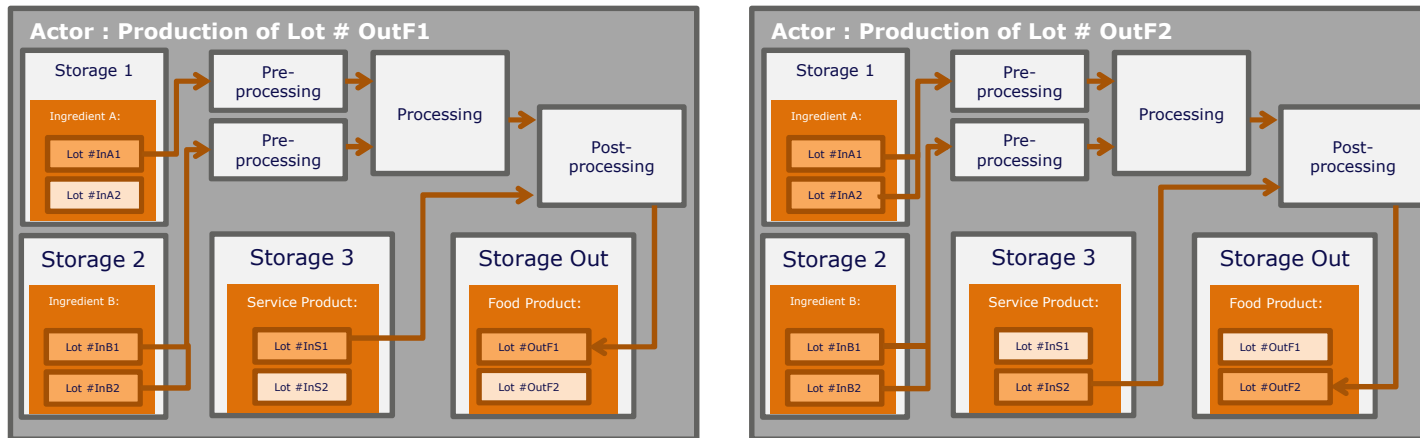 Actor : Production of Lot # OutF1
Storage 1
Ingredient A:
Lot #InA1
Lot #InA2
Pre-
processing
Pre-
processing
Processing
Post-
processing
Storage 2
Ingredient B:
Lot #InB1
Lot #InB2
Storage 3
Service Product:
Lot #InS1
Lot #InS2
Storage Out
Food Product:
Lot #OutF1
Lot #OutF2
Actor : Production of Lot # OutF2
Storage 1
Ingredient A:
Lot #InA1
Lot #InA2
Pre-
processing
Pre-
processing
Processing
Post-
processing
Storage 2
Ingredient B:
Lot #InB1
Lot #InB2
Storage 3
Service Product:
Lot #InS1
Lot #InS2
Storage Out
Food Product:
Lot #OutF1
Lot #OutF2